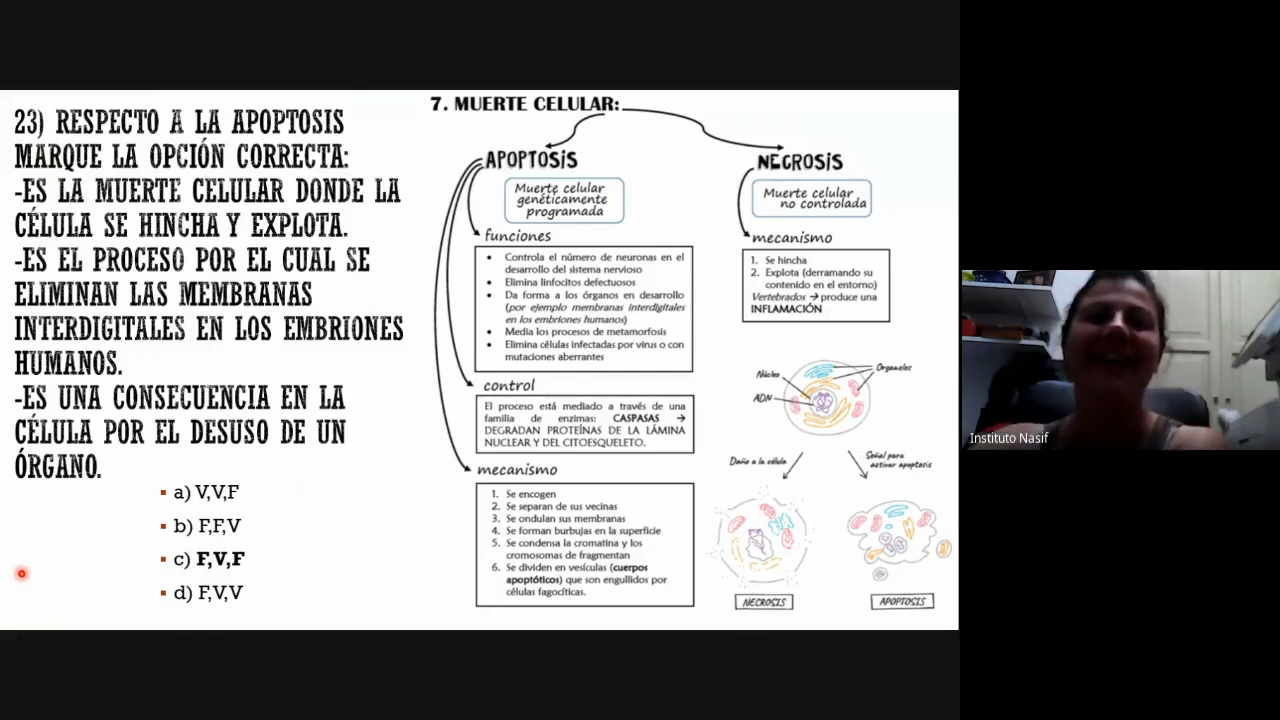 23) RESPECTO A LA APOPTOSIS
MARQUE LA OPCIÓN CORRECTA:
-ES LA MUERTE CELULAR DONDE LA
CÉLULA SE HINCHA Y EXPLOTA.
-ES EL PROCESO POR EL CUAL SE
ELIMINAN LAS MEMBRANAS
INTERDIGITALES EN LOS EMBRIONES
HUMANOS.
-ES UNA CONSECUENCIA EN LA
CÉLULA POR EL DESUSO DE UN
ÓRGANO.
a) V,V,F
b) F,F,V
c) F,V,F
d) F,V,V
7. MUERTE CELULAR:
APOPTOSIS
Muerte celular
genéticamente
programada
funciones
• Controla el número de neuronas en el
desarrollo del sistema nervioso
• Elimina linfocitos defectuosos
• Da forma a los órganos en desarrollo
(por ejemplo membranas interdigitales
en los embriones humanos)
• Media los procesos de metamorfosis
• Elimina células infectadas por virus o con
mutaciones aberrantes
control
El proceso está mediado a través de una
familia de enzimas: CASPASAS →
DEGRADAN PROTEÍNAS DE LA LÁMINA
NUCLEAR Y DEL CITOESQUELETO.
mecanismo
1. Se encogen
2. Se separan de sus vecinas
3. Se ondulan sus membranas
4. Se forman burbujas en la superficie
5. Se condensa la cromatina y los
cromosomas de fragmentan
6. Se dividen en vesículas (cuerpos
apoptóticos) que son engullidos por
células fagocíticas.
NECROSIS
Muerte celular
no controlada
mecanismo
1. Se hincha
2. Explota (derramando su
contenido en el entorno)
Vertebrados → produce una
INFLAMACIÓN
Núcleo
ADN
Organelos
Daño a la célula
Señal para
activar apoptosis
NECROSIS
APOPTOSIS
Instituto Nasif